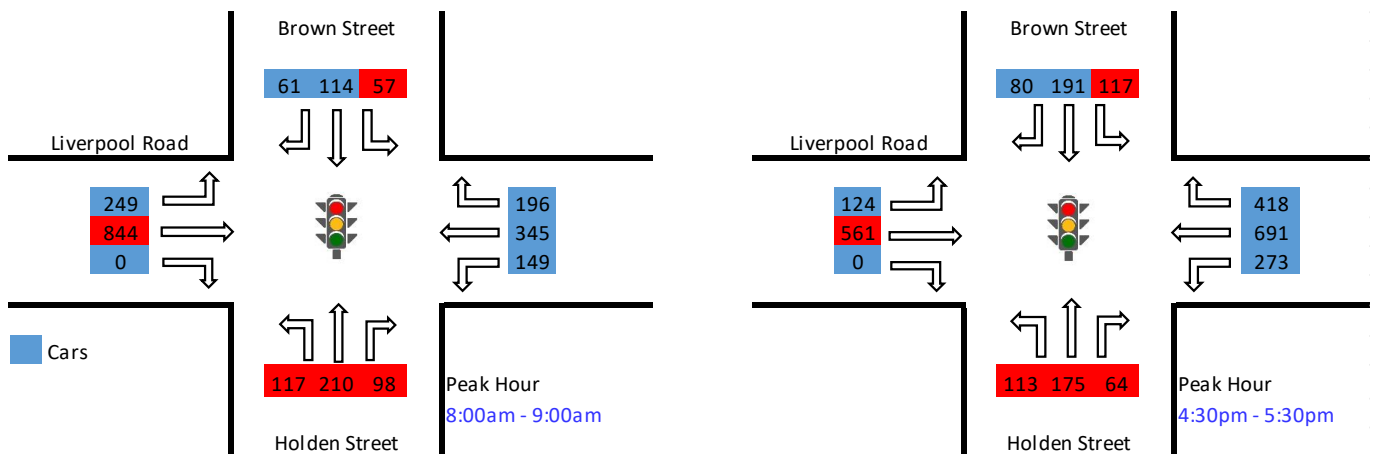 Brown Street
61 114 57
Liverpool Road
249
844
0
196
345
149
Cars
117 210 98
Peak Hour
8:00am - 9:00am
Holden Street
Brown Street
80 191 117
Liverpool Road
124
561
0
418
691
273
113 175 64
Peak Hour
4:30pm - 5:30pm
Holden Street